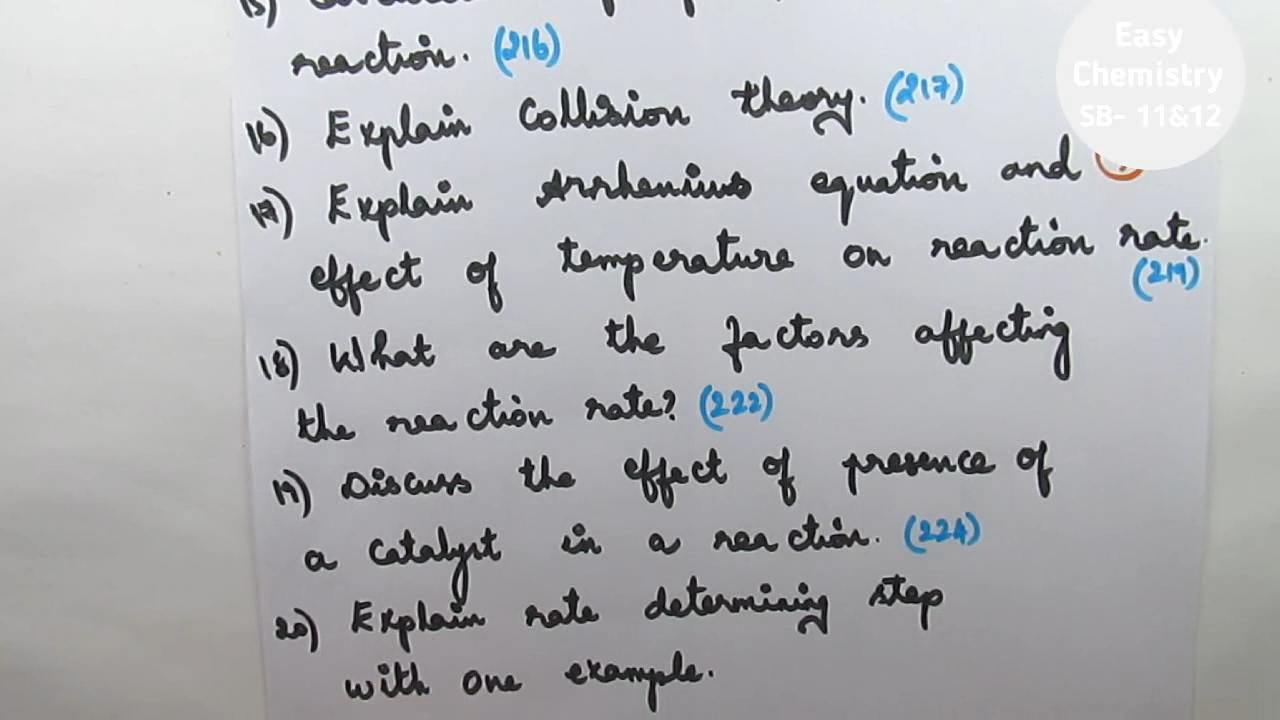 15)
reaction. (216)
16) Explain Collision theory. (217)
17) Explain Arrhenius equation and
effect of temperature on reaction rate.
(219)
18) What are the factors affecting
the reaction rate? (222)
19) Discuss the effect of presence of
a catalyst in a reaction. (224)
20) Explain rate determining step
with one example.
Easy
Chemistry
SB- 11&12